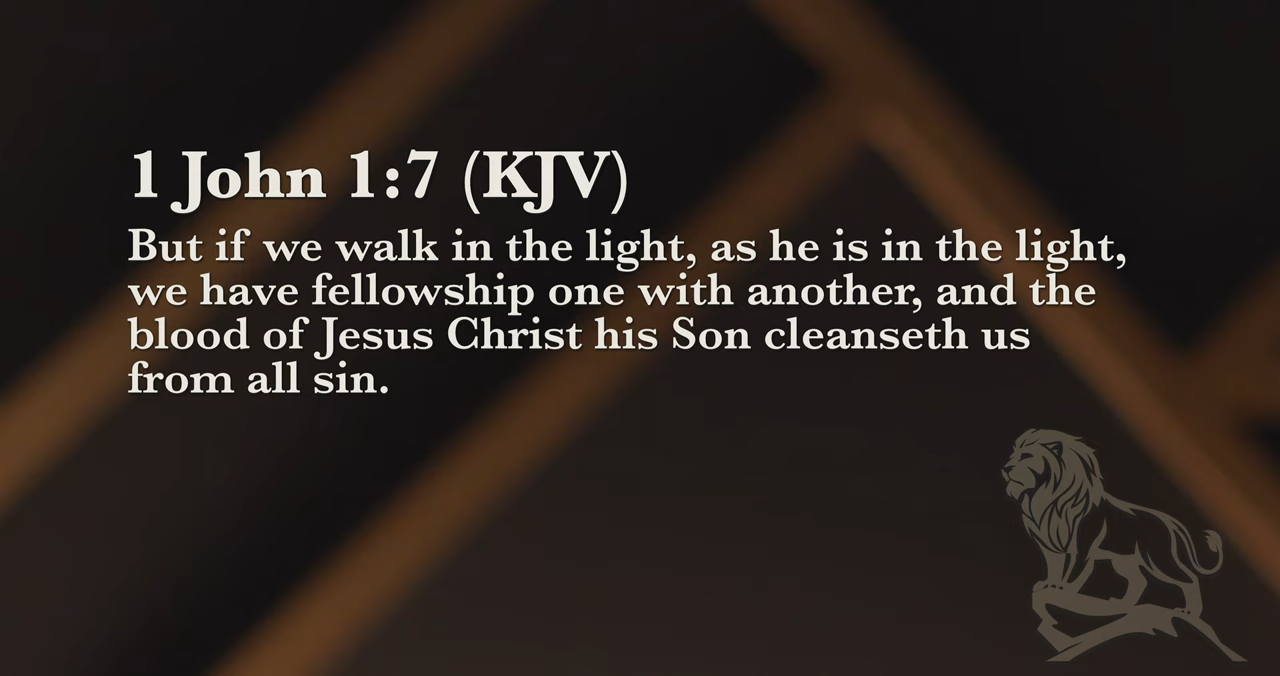 1 John 1:7 (KJV)
But if we walk in the light, as he is in the light,
we have fellowship one with another, and the
blood of Jesus Christ his Son cleanseth us
from all sin.